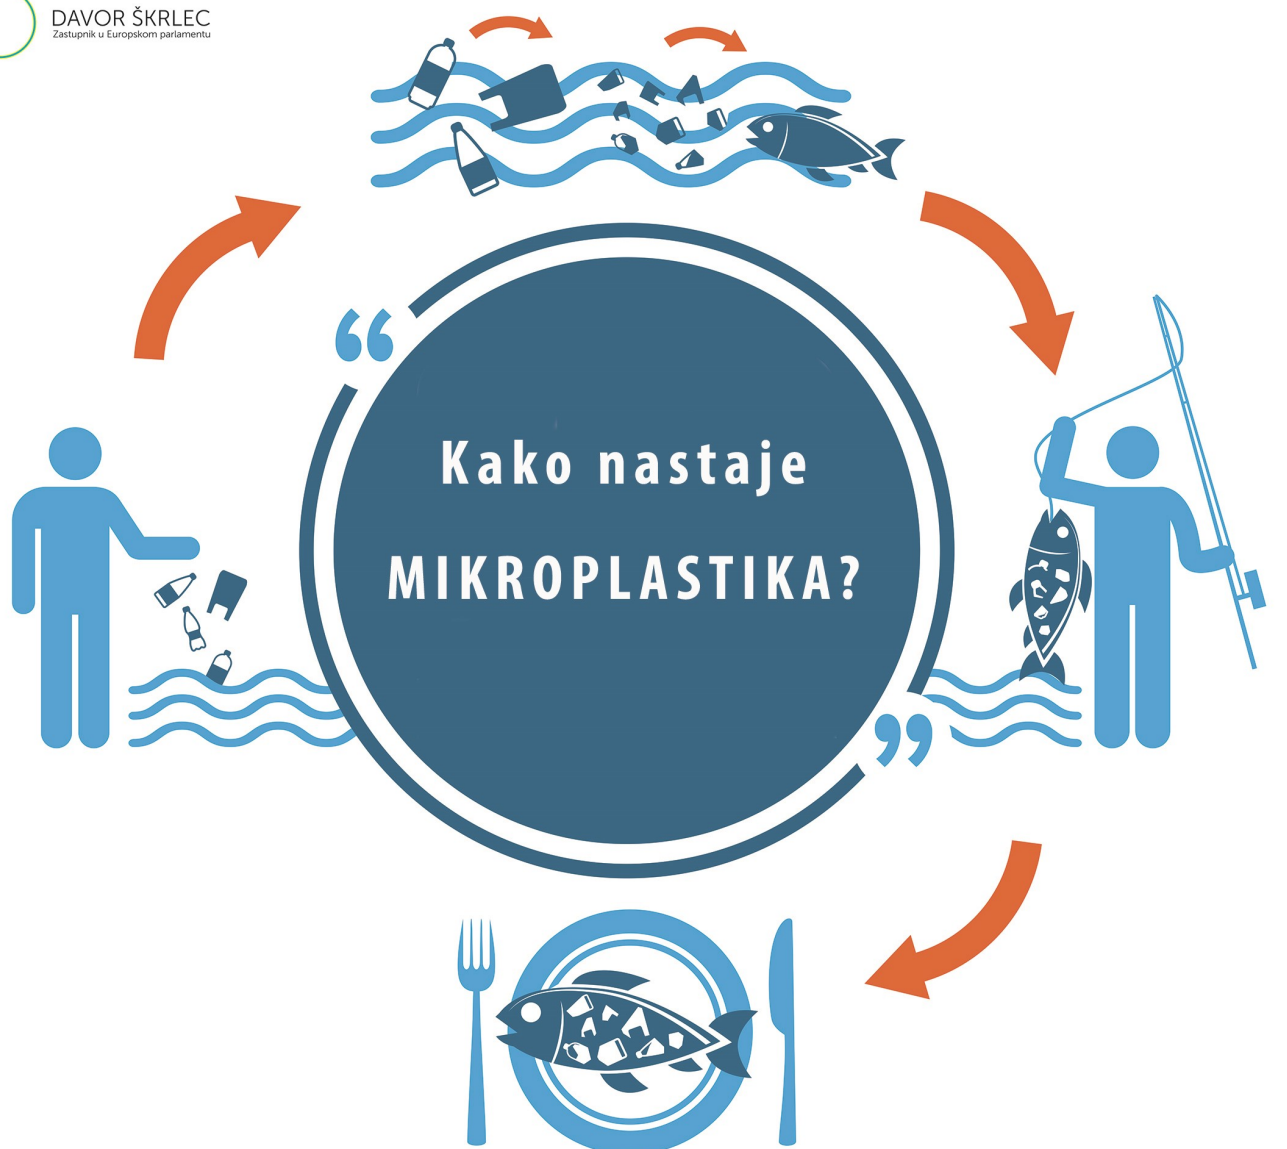 DAVOR ŠKRLEC
Zastupnik u Europskom parlamentu
“
Kako nastaje
MIKROPLASTIKA?
”